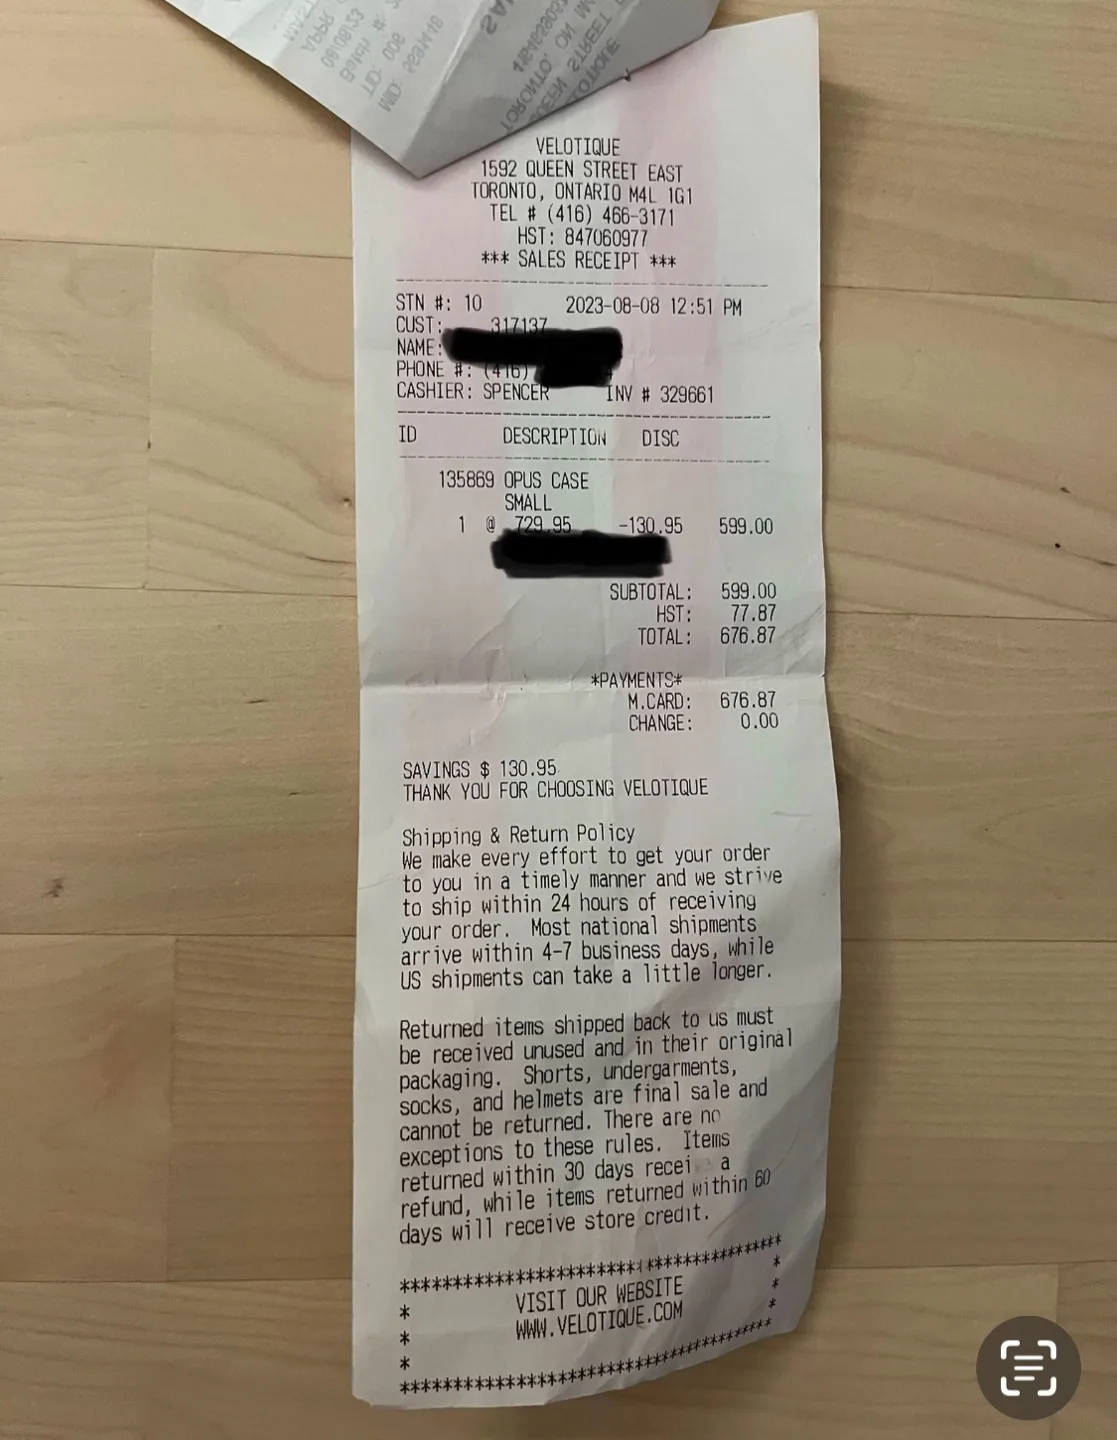 VELOTIQUE
1592 QUEEN STREET EAST
TORONTO, ONTARIO M4L 1G1
TEL # (416) 466-3171
HST: 847060977
*** SALES RECEIPT ***
STN #: 10 2023-08-08 12:51 PM
CUST: 317137
NAME:
PHONE #: (416)
CASHIER: SPENCER INV # 329661
ID DESCRIPTION DISC
135869 OPUS CASE
SMALL
1 @ 729.95 -130.95 599.00
SUBTOTAL: 599.00
HST: 77.87
TOTAL: 676.87
*PAYMENTS*
M.CARD: 676.87
CHANGE: 0.00
SAVINGS $ 130.95
THANK YOU FOR CHOOSING VELOTIQUE
Shipping & Return Policy
We make every effort to get your order
to you in a timely manner and we strive
to ship within 24 hours of receiving
your order. Most national shipments
arrive within 4-7 business days, while
US shipments can take a little longer.
Returned items shipped back to us must
be received unused and in their original
packaging. Shorts, undergarments,
socks, and helmets are final sale and
cannot be returned. There are no
exceptions to these rules. Items
returned within 30 days a
refund, while items returned within 60
days will receive store credit.
VISIT OUR WEBSITE
WWW.VELOTIQUE.COM